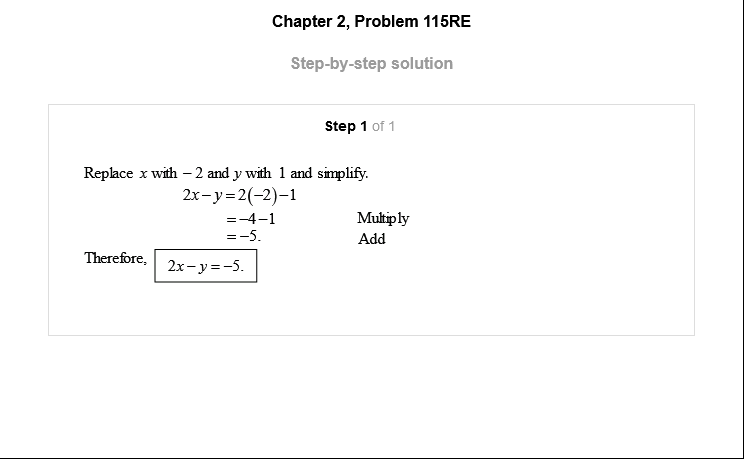 Chapter 2, Problem 115RE
Step-by-step solution
Step 1 of 1
Replace x with −2 and y with 1 and simplify.
2x−y=2(−2)−1
=−4−1 Multiply
=−5. Add
Therefore, 2x−y=−5.